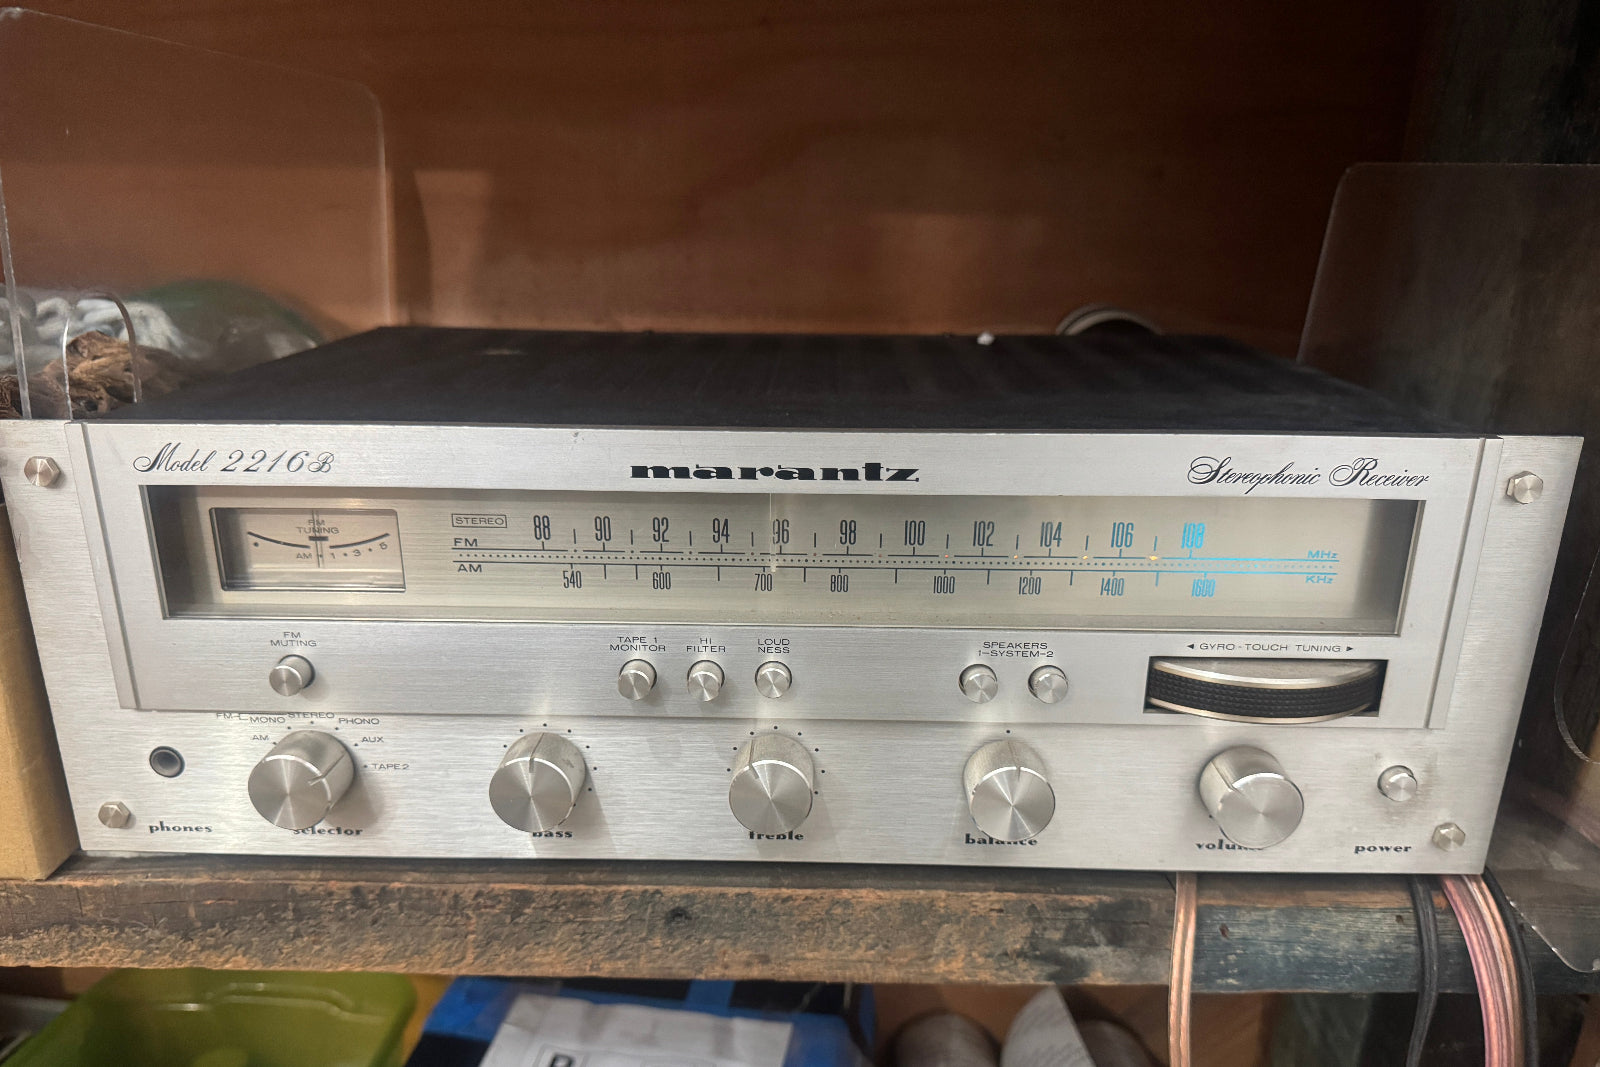 Model 2216B
marantz
Stereophonic Receiver
FM TUNING
AM • 1 • 3 • 5
STEREO
FM 88 90 92 94 96 98 100 102 104 106 108 MHz
AM 540 600 700 800 1000 1200 1400 1600 KHz
FM MUTING
TAPE 1 MONITOR
HI FILTER
LOUD NESS
SPEAKERS
1-SYSTEM-2
◄ GYRO-TOUCH TUNING ►
FM
MONO
STEREO
PHONO
AM
AUX
TAPE2
phones
selector
bass
treble
balance
volume
power